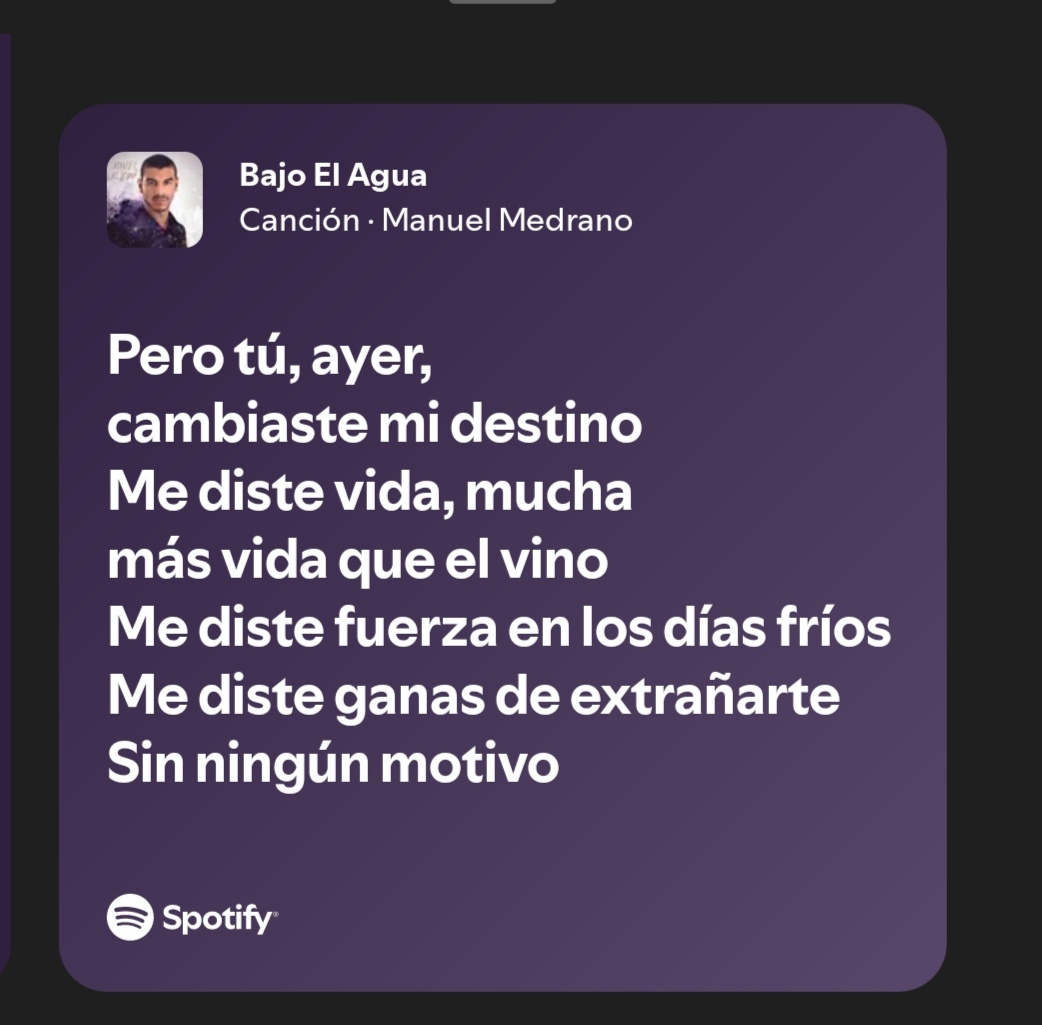 Bajo El Agua
Canción · Manuel Medrano
Pero tú, ayer,
cambiaste mi destino
Me diste vida, mucha
más vida que el vino
Me diste fuerza en los días fríos
Me diste ganas de extrañarte
Sin ningún motivo
Spotify®